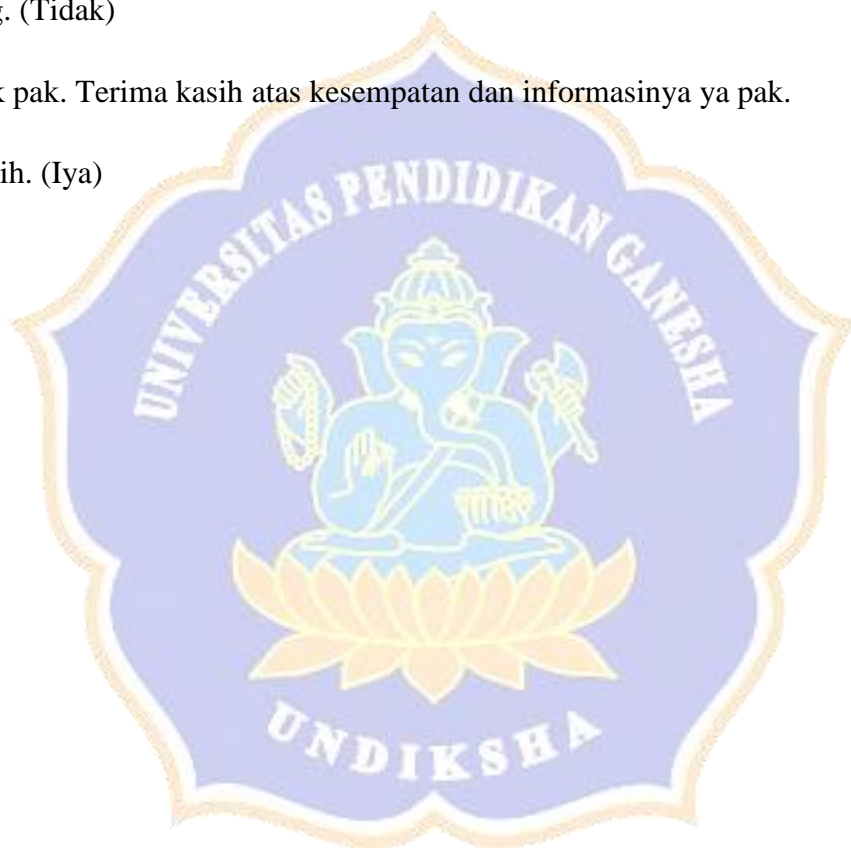 g. (Tidak)
k pak. Terima kasih atas kesempatan dan informasinya ya pak.
ih. (Iya)
UNIVERSITAS PENDIDIKAN GANESHA
UNDIKSHA